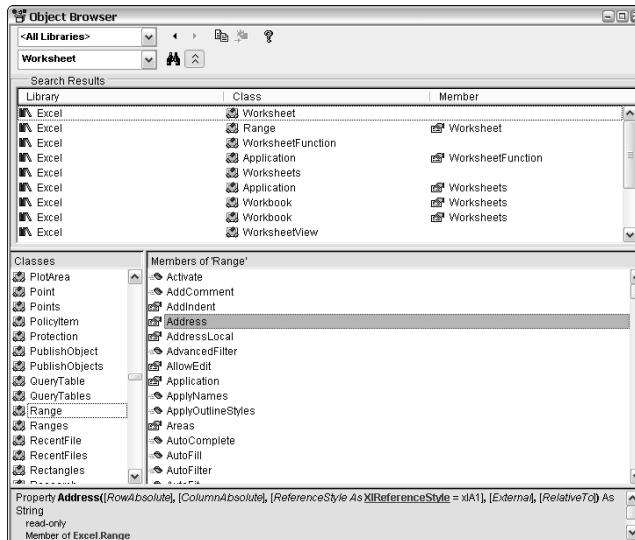 Object Browser
<All Libraries>
Worksheet
Search Results
Library Class Member
Excel Worksheet
Excel Range Worksheet
Excel WorksheetFunction
Excel Application WorksheetFunction
Excel Worksheets
Excel Application Worksheets
Excel Workbook Worksheets
Excel Workbook Worksheets
Excel WorksheetView
Classes
PlotArea
Point
Points
PolicyItem
Protection
PublishObject
PublishObjects
QueryTable
QueryTables
Range
Ranges
RecentFile
RecentFiles
Rectangles
Members of 'Range'
Activate
AddComment
AddIndent
Address
AddressLocal
AdvancedFilter
AllowEdit
Application
ApplyNames
ApplyOutlineStyles
Areas
AutoComplete
AutoFill
AutoFilter
Property Address([RowAbsolute], [ColumnAbsolute], [ReferenceStyle As XlReferenceStyle = xlA1], [External], [RelativeTo]) As
String
read-only
Member of Excel.Range